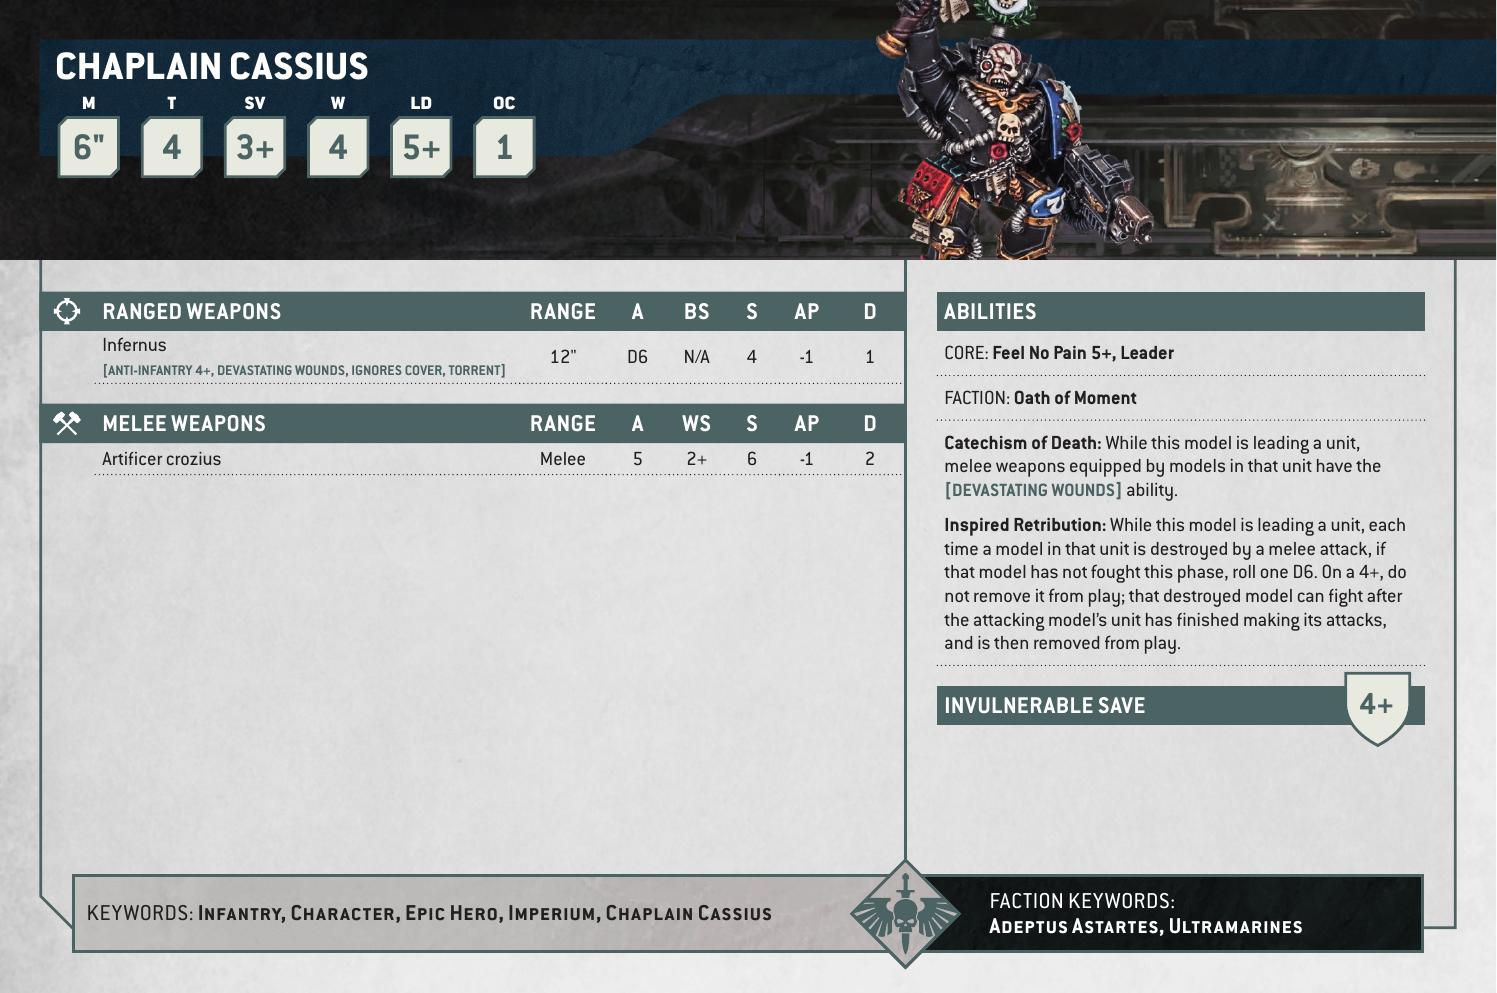 CHAPLAIN CASSIUS
M T SV W LD OC
6" 4 3+ 4 5+ 1
RANGED WEAPONS RANGE A BS S AP D
Infernus
12" D6 N/A 4 -1 1
[ANTI-INFANTRY 4+, DEVASTATING WOUNDS, IGNORES COVER, TORRENT]
MELEE WEAPONS RANGE A WS S AP D
Artificer crozius Melee 5 2+ 6 -1 2
ABILITIES
CORE: Feel No Pain 5+, Leader
FACTION: Oath of Moment
Catechism of Death: While this model is leading a unit,
melee weapons equipped by models in that unit have the
[DEVASTATING WOUNDS] ability.
Inspired Retribution: While this model is leading a unit, each
time a model in that unit is destroyed by a melee attack, if
that model has not fought this phase, roll one D6. On a 4+, do
not remove it from play; that destroyed model can fight after
the attacking model's unit has finished making its attacks,
and is then removed from play.
INVULNERABLE SAVE 4+
KEYWORDS: INFANTRY, CHARACTER, EPIC HERO, IMPERIUM, CHAPLAIN CASSIUS
FACTION KEYWORDS:
ADEPTUS ASTARTES, ULTRAMARINES